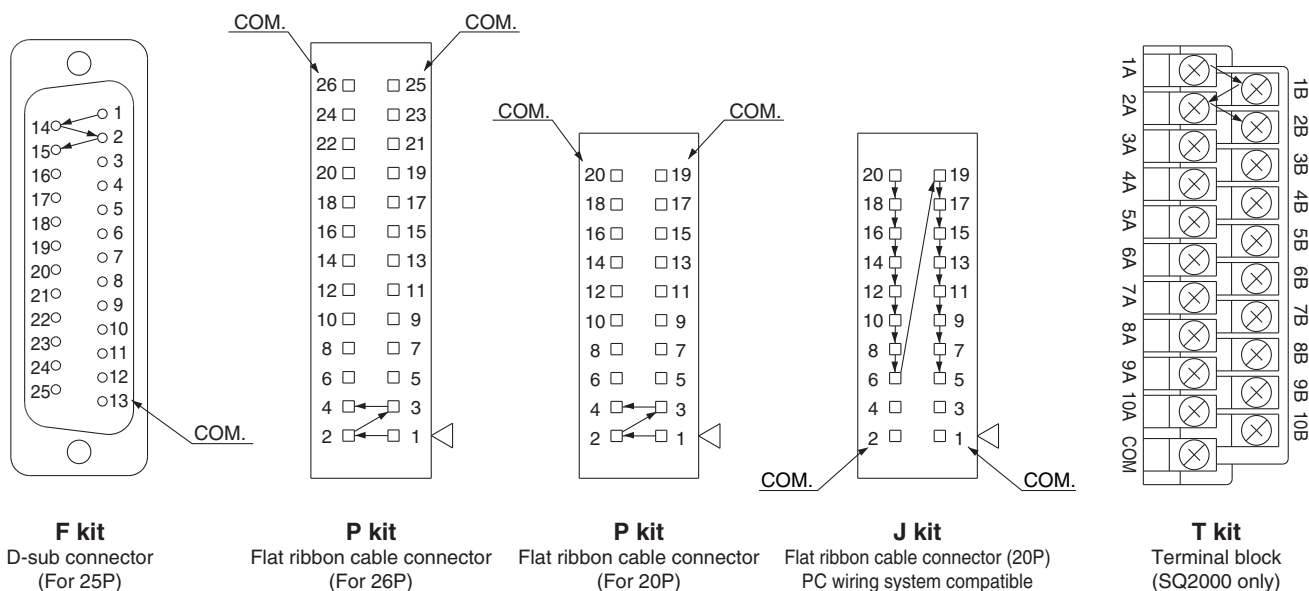 COM.
14 1
15 2
16 3
17 4
18 5
19 6
20 7
21 8
22 9
23 10
24 11
25 12
13
COM.
F kit
D-sub connector
(For 25P)
COM. COM.
26 25
24 23
22 21
20 19
18 17
16 15
14 13
12 11
10 9
8 7
6 5
4 3
2 1
P kit
Flat ribbon cable connector
(For 26P)
COM. COM.
20 19
18 17
16 15
14 13
12 11
10 9
8 7
6 5
4 3
2 1
P kit
Flat ribbon cable connector
(For 20P)
20 19
18 17
16 15
14 13
12 11
10 9
8 7
6 5
4 3
2 1
COM. COM.
J kit
Flat ribbon cable connector (20P)
PC wiring system compatible
1A 1B
2A 2B
3A 3B
4A 4B
5A 5B
6A 6B
7A 7B
8A 8B
9A 9B
10A 10B
COM
T kit
Terminal block
(SQ2000 only)